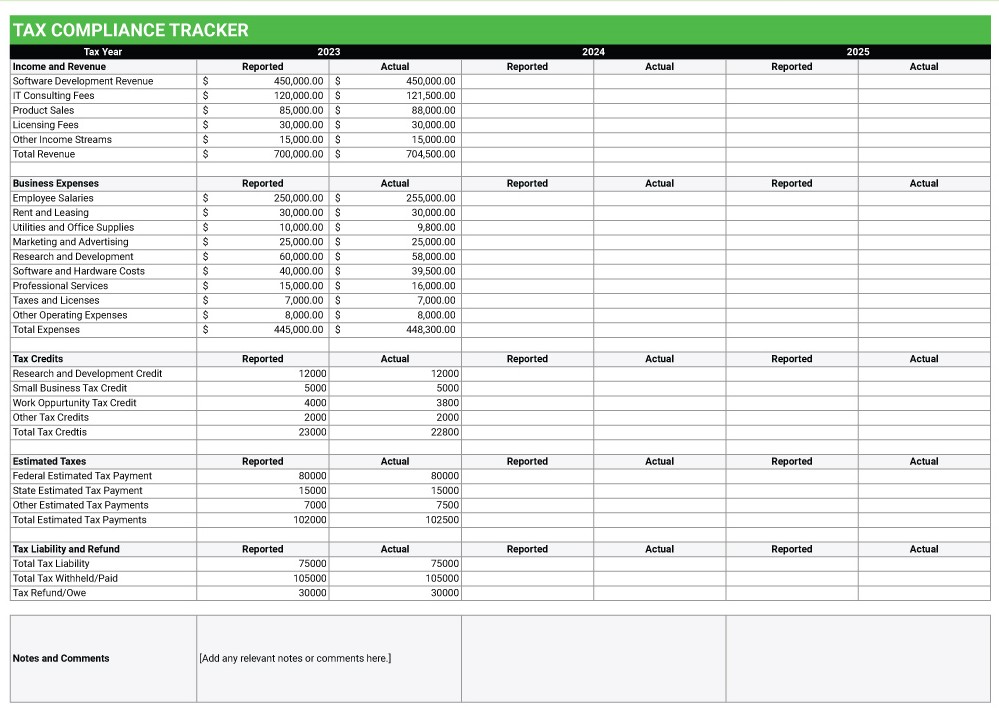 TAX COMPLIANCE TRACKER
Tax Year 2023 2024 2025
Income and Revenue Reported Actual Reported Actual Reported Actual
Software Development Revenue $ 450,000.00 $ 450,000.00
IT Consulting Fees $ 120,000.00 $ 121,500.00
Product Sales $ 85,000.00 $ 88,000.00
Licensing Fees $ 30,000.00 $ 30,000.00
Other Income Streams $ 15,000.00 $ 15,000.00
Total Revenue $ 700,000.00 $ 704,500.00
Business Expenses Reported Actual Reported Actual Reported Actual
Employee Salaries $ 250,000.00 $ 255,000.00
Rent and Leasing $ 30,000.00 $ 30,000.00
Utilities and Office Supplies $ 10,000.00 $ 9,800.00
Marketing and Advertising $ 25,000.00 $ 25,000.00
Research and Development $ 60,000.00 $ 58,000.00
Software and Hardware Costs $ 40,000.00 $ 39,500.00
Professional Services $ 15,000.00 $ 16,000.00
Taxes and Licenses $ 7,000.00 $ 7,000.00
Other Operating Expenses $ 8,000.00 $ 8,000.00
Total Expenses $ 445,000.00 $ 448,300.00
Tax Credits Reported Actual Reported Actual Reported Actual
Research and Development Credit 12000 12000
Small Business Tax Credit 5000 5000
Work Oppurtunity Tax Credit 4000 3800
Other Tax Credits 2000 2000
Total Tax Credtis 23000 22800
Estimated Taxes Reported Actual Reported Actual Reported Actual
Federal Estimated Tax Payment 80000 80000
State Estimated Tax Payment 15000 15000
Other Estimated Tax Payments 7000 7500
Total Estimated Tax Payments 102000 102500
Tax Liability and Refund Reported Actual Reported Actual Reported Actual
Total Tax Liability 75000 75000
Total Tax Withheld/Paid 105000 105000
Tax Refund/Owe 30000 30000
Notes and Comments [Add any relevant notes or comments here.]